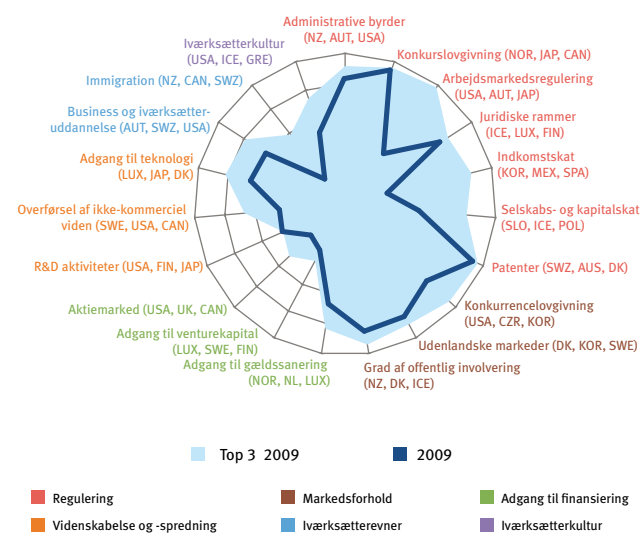 Administrative byrder
(NZ, AUT, USA)
Konkurslovgivning (NOR, JAP, CAN)
Arbejdsmarkedsregulering
(USA, AUT, JAP)
Juridiske rammer
(ICE, LUX, FIN)
Indkomstskat
(KOR, MEX, SPA)
Selskabs- og kapitalskat
(SLO, ICE, POL)
Patenter (SWZ, AUS, DK)
Konkurrencelovgivning
(USA, CZR, KOR)
Udenlandske markeder (DK, KOR, SWE)
Grad af offentlig involvering
(NZ, DK, ICE)
Adgang til gældssanering
(NOR, NL, LUX)
Adgang til venturekapital
(LUX, SWE, FIN)
Aktiemarked (USA, UK, CAN)
R&D aktiviteter (USA, FIN, JAP)
Overførsel af ikke-kommerciel
viden (SWE, USA, CAN)
Adgang til teknologi
(LUX, JAP, DK)
Business og iværksætter-
uddannelse (AUT, SWZ, USA)
Immigration (NZ, CAN, SWZ)
Iværksætterkultur
(USA, ICE, GRE)
Top 3 2009
2009
Regulering
Markedsforhold
Adgang til finansiering
Videnskabelse og -spredning
Iværksætterevner
Iværksætterkultur